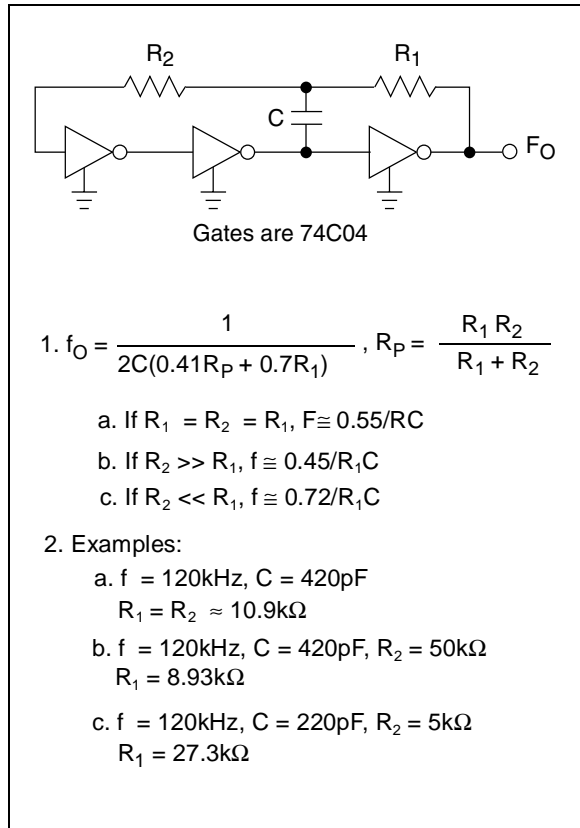 R2
R1
C
FO
Gates are 74C04
1. fO = 1 / 2C(0.41RP + 0.7R1) , RP = R1 R2 / R1 + R2
a. If R1 = R2 = R1, F≅ 0.55/RC
b. If R2 >> R1, f ≅ 0.45/R1C
c. If R2 << R1, f ≅ 0.72/R1C
2. Examples:
a. f = 120kHz, C = 420pF
R1 = R2 ≈ 10.9kΩ
b. f = 120kHz, C = 420pF, R2 = 50kΩ
R1 = 8.93kΩ
c. f = 120kHz, C = 220pF, R2 = 5kΩ
R1 = 27.3kΩ